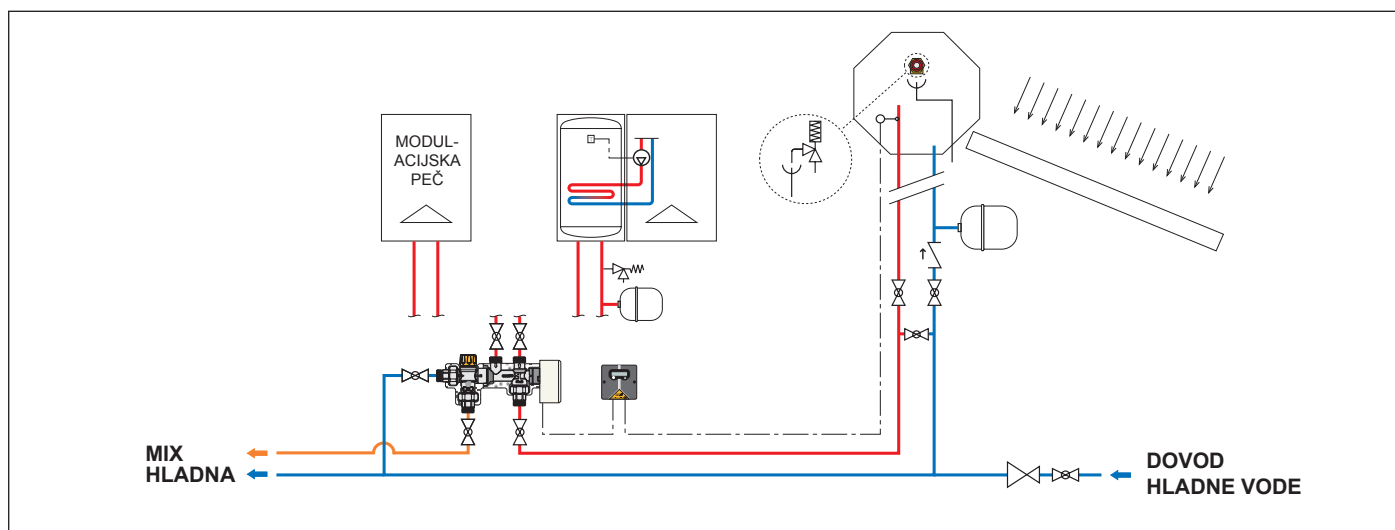 MODUL-
ACIJSKA
PEČ
MIX
HLADNA
DOVOD
HLADNE VODE